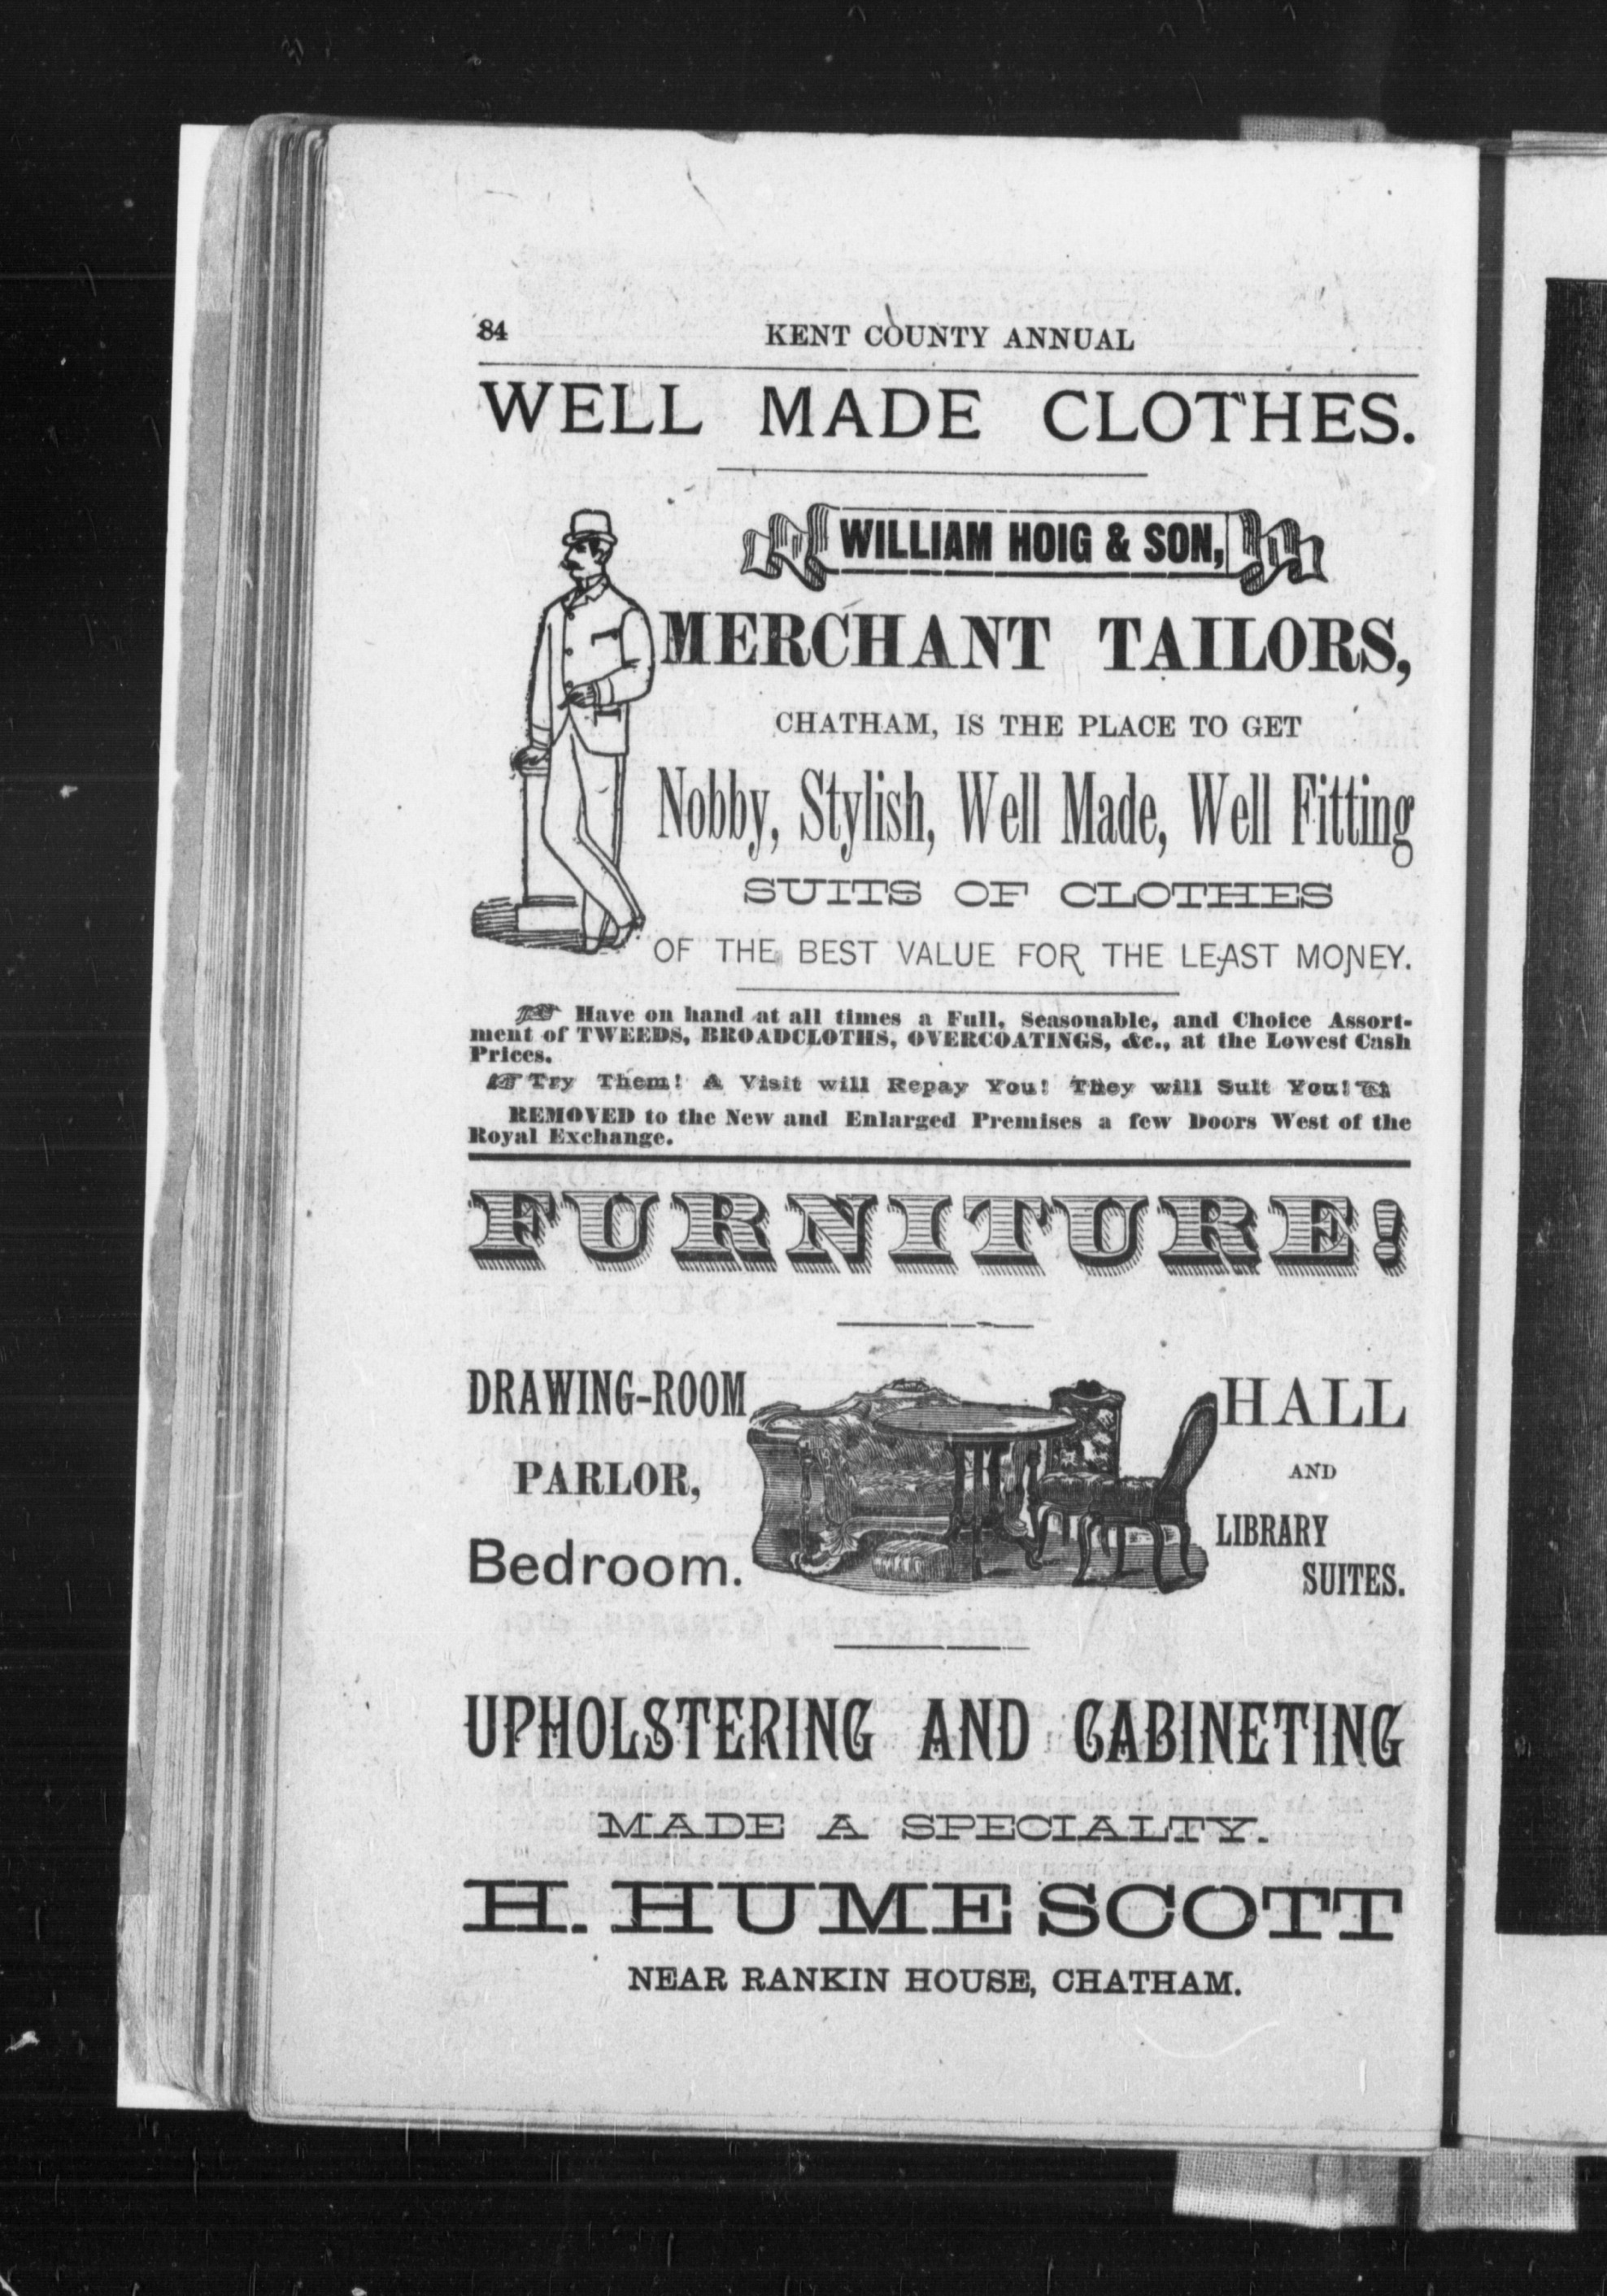 84 KENT COUNTY ANNUAL
WELL MADE CLOTHES.
WILLIAM HOIG & SON,
MERCHANT TAILORS,
CHATHAM, IS THE PLACE TO GET
Nobby, Stylish, Well Made, Well Fitting
SUITS OF CLOTHES
OF THE BEST VALUE FOR THE LEAST MONEY.
Have on hand at all times a Full, Seasonable, and Choice Assort-
ment of TWEEDS, BROADCLOTHS, OVERCOATINGS, &c., at the Lowest Cash
Prices.
Try Them! A Visit will Repay You! They will Suit You!
REMOVED to the New and Enlarged Premises a few Doors West of the
Royal Exchange.
FURNITURE!
DRAWING-ROOM
PARLOR,
Bedroom.
HALL
AND
LIBRARY
SUITES.
UPHOLSTERING AND CABINETING
MADE A SPECIALTY.
H. HUME SCOTT
NEAR RANKIN HOUSE, CHATHAM.